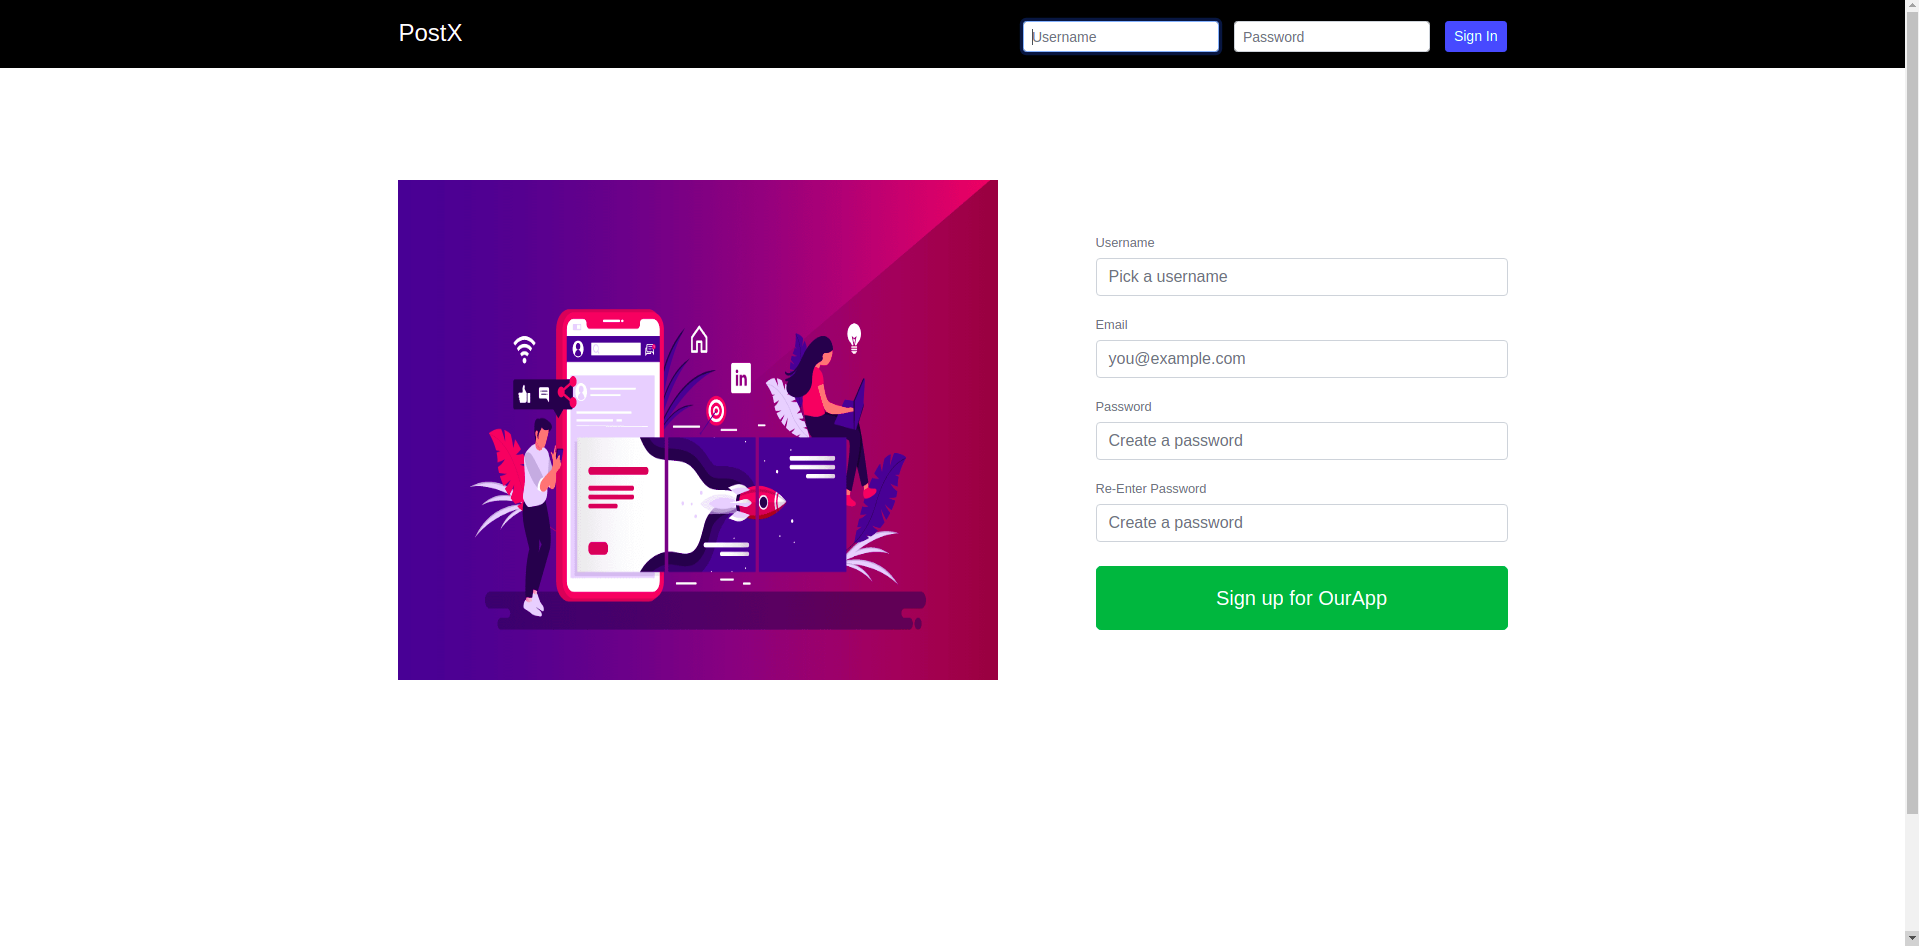 PostX
Username
Password
Sign In
Username
Pick a username
Email
you@example.com
Password
Create a password
Re-Enter Password
Create a password
Sign up for OurApp
in